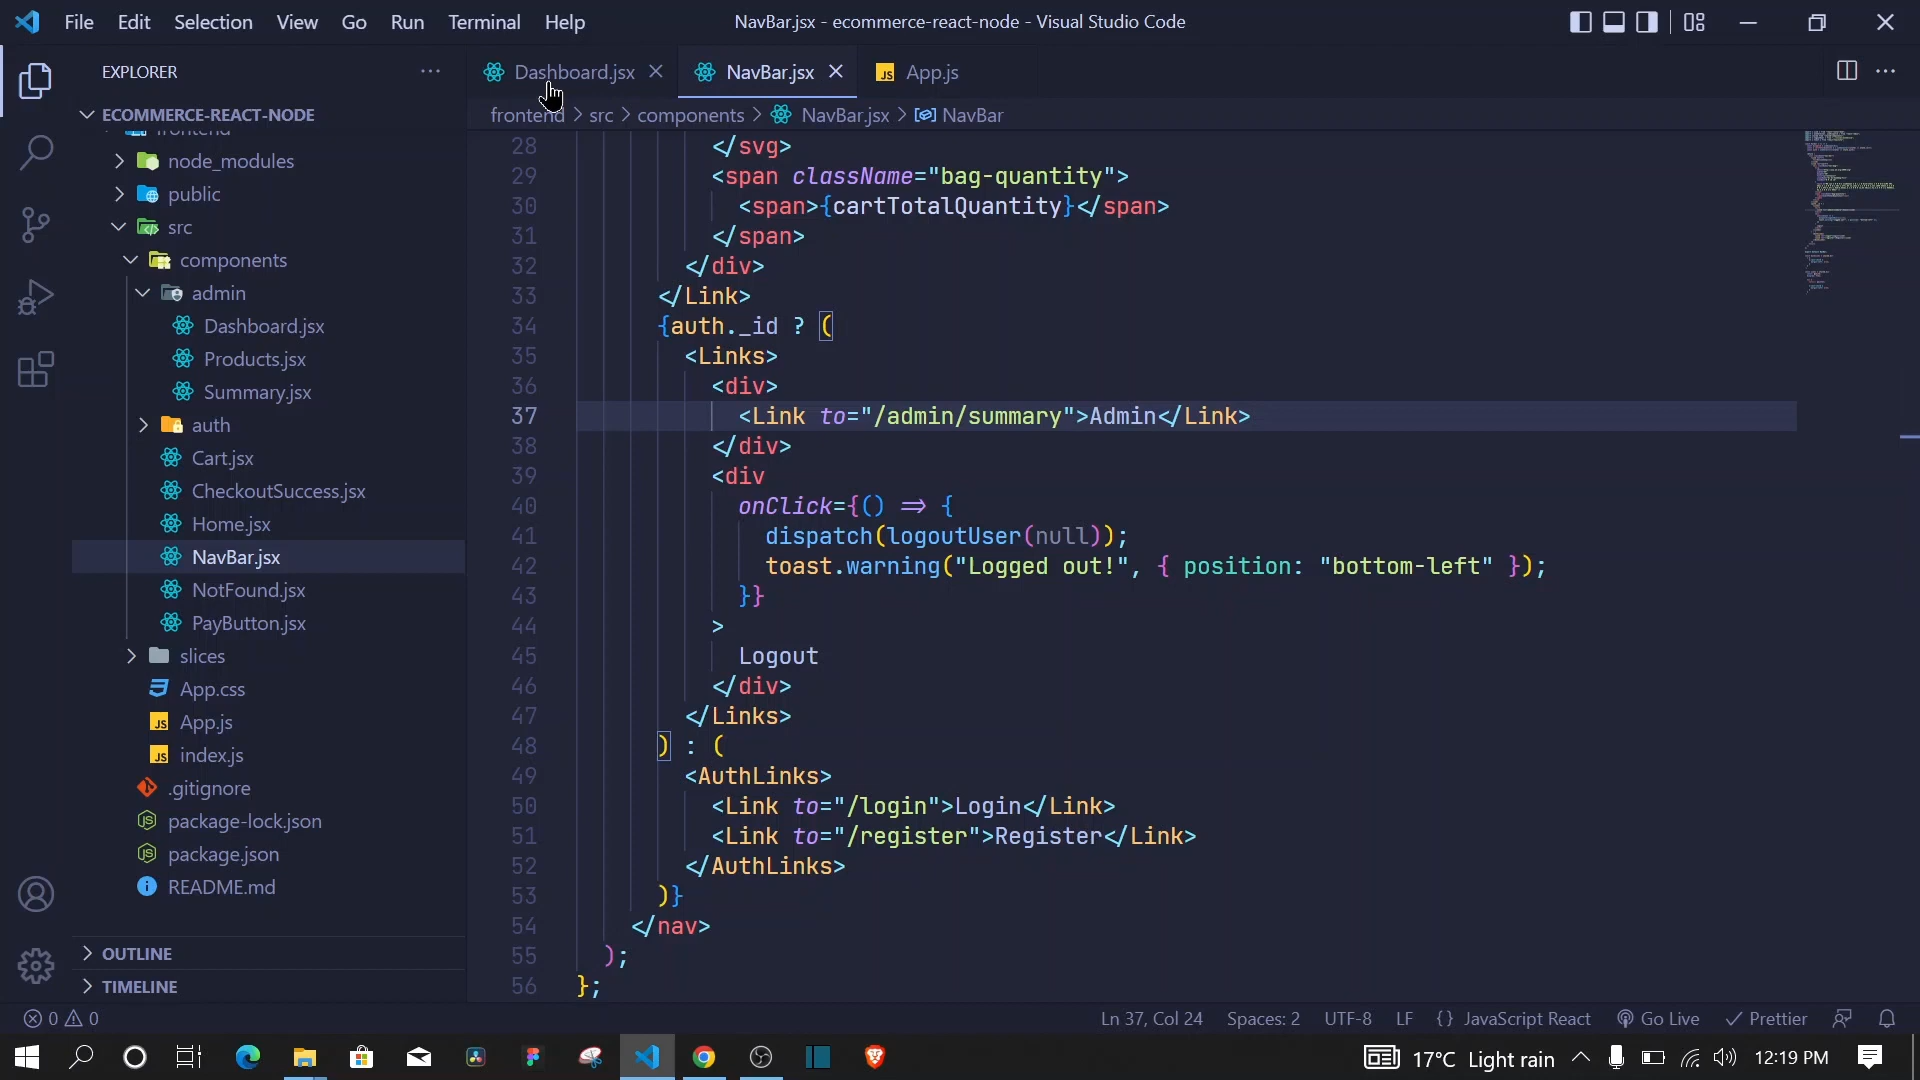 File Edit Selection View Go Run Terminal Help
NavBar.jsx - ecommerce-react-node - Visual Studio Code
EXPLORER
ECOMMERCE-REACT-NODE
frontend
node_modules
public
src
components
admin
Dashboard.jsx
Products.jsx
Summary.jsx
auth
Cart.jsx
CheckoutSuccess.jsx
Home.jsx
NavBar.jsx
NotFound.jsx
PayButton.jsx
slices
App.css
JS App.js
JS index.js
.gitignore
package-lock.json
package.json
README.md
OUTLINE
TIMELINE
Dashboard.jsx NavBar.jsx JS App.js
frontend > src > components > NavBar.jsx > NavBar
28 </svg>
29 <span className="bag-quantity">
30 <span>{cartTotalQuantity}</span>
31 </span>
32 </div>
33 </Link>
34 {auth._id ? (
35 <Links>
36 <div>
37 <Link to="/admin/summary">Admin</Link>
38 </div>
39 <div
40 onClick={() => {
41 dispatch(logoutUser(null));
42 toast.warning("Logged out!", { position: "bottom-left" });
43 }}
44 >
45 Logout
46 </div>
47 </Links>
48 ) : (
49 <AuthLinks>
50 <Link to="/login">Login</Link>
51 <Link to="/register">Register</Link>
52 </AuthLinks>
53 )}
54 </nav>
55 );
56 };
0 0 Ln 37, Col 24 Spaces: 2 UTF-8 LF {} JavaScript React Go Live Prettier
17°C Light rain 12:19 PM